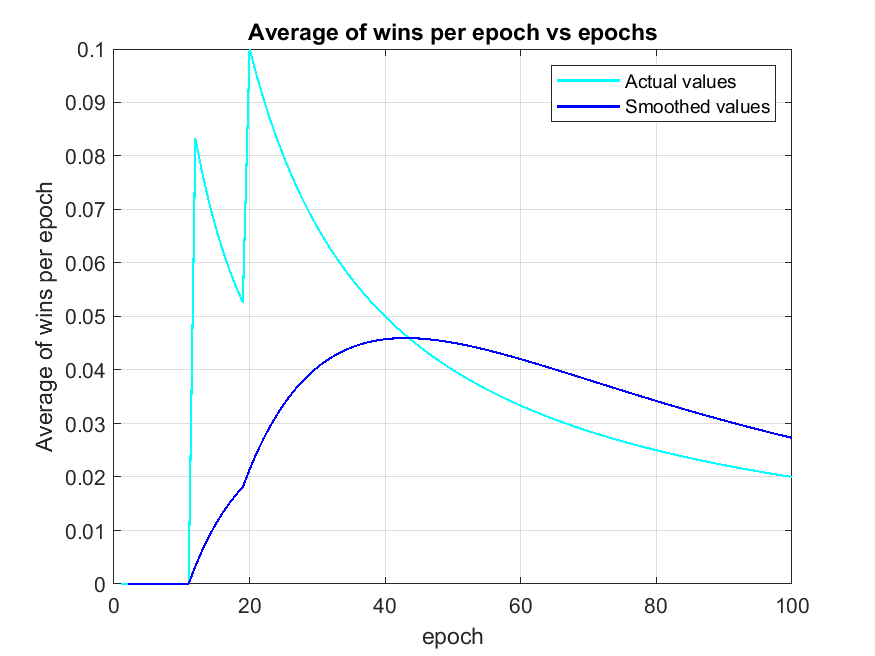 Average of wins per epoch vs epochs
Actual values
Smoothed values
Average of wins per epoch
0.1
0.09
0.08
0.07
0.06
0.05
0.04
0.03
0.02
0.01
0
0 20 40 60 80 100
epoch